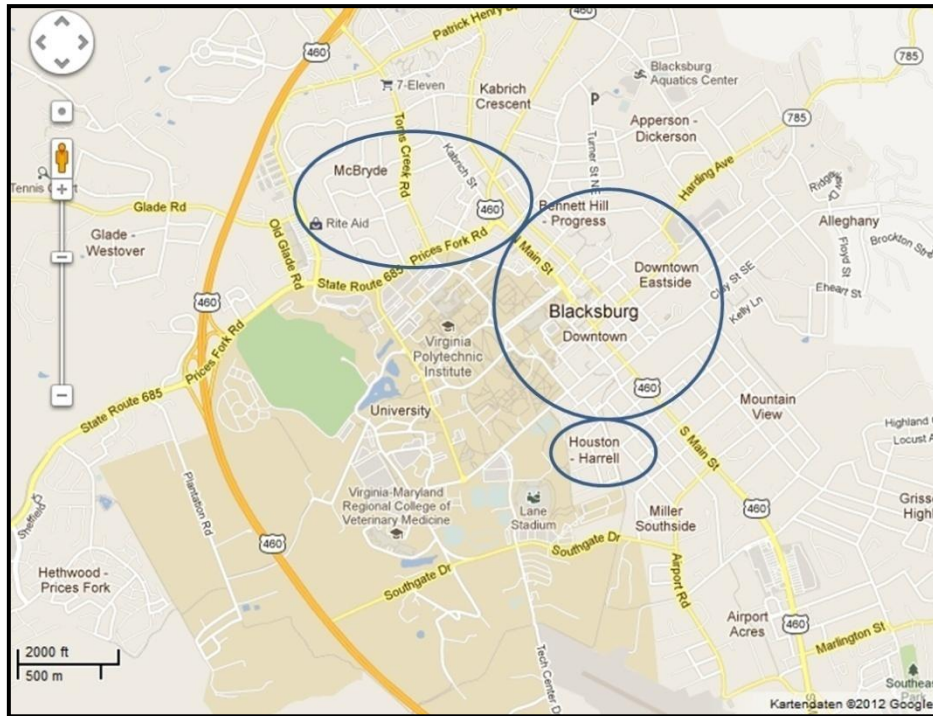 460
Patrick Henry
785
7-Eleven
Kabrich
Crescent
Blacksburg
Aquatics Center
P
Apperson -
Dickerson
785
Toms Creek Rd
Kabrich St
Turner St NE
Harding Ave
McBryde
Tennis
Glade Rd
Rite Aid
460
Bennett Hill
- Progress
Alleghany
Floyd St
Brockton
Glade -
Westover
Old Glade Rd
Prices Fork Rd
N Main St
State Route 685
Downtown
Eastside
Clay St SE
Eheart St
Kelly Ln
460
Blacksburg
Downtown
Virginia
Polytechnic
Institute
Prices Fork Rd
State Route 685
460
Mountain
View
University
S Main St
Houston
- Harrell
Highland
Locust
Plantation Rd
Virginia-Maryland
Regional College of
Veterinary Medicine
Lane
Stadium
Miller
Southside
460
Sheffield
460
Southgate Dr
Southgate Dr
Airport Rd
Hethwood -
Prices Fork
Airport
Acres
460
Marlington St
2000 ft
500 m
Tech Center
Kartendaten ©2012 Google